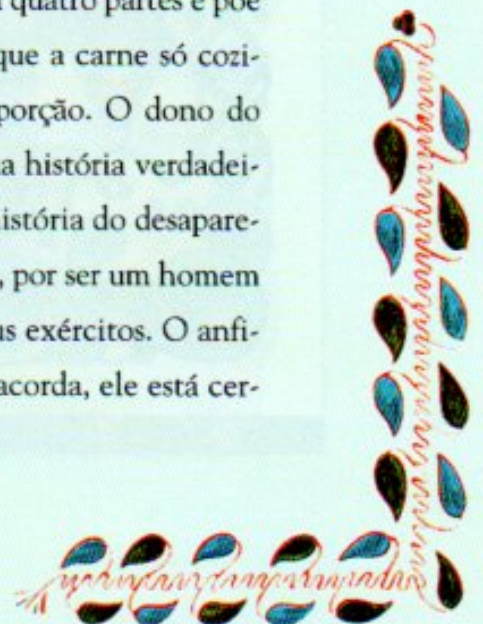 quatro partes e põe
que a carne só cozi-
porção. O dono do
história verdadei-
história do desapare-
, por ser um homem
us exércitos. O anfi-
acorda, ele está cer-